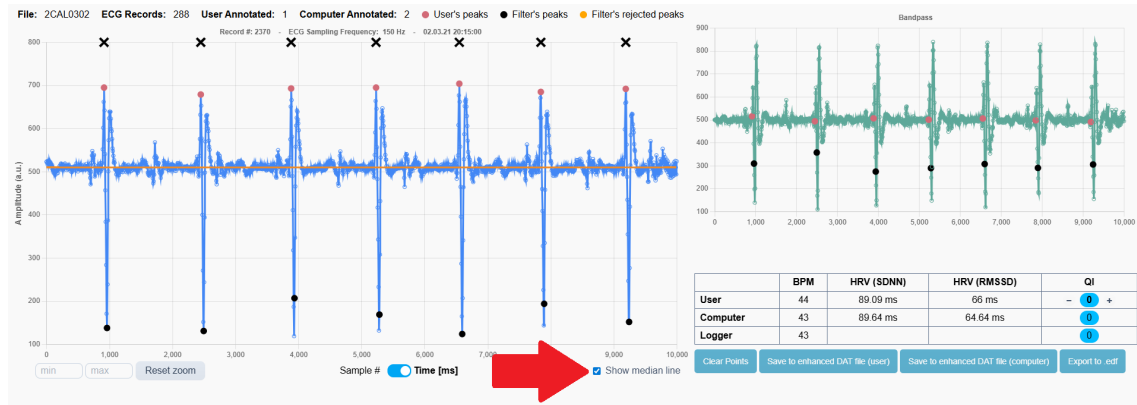 File: 2CAL0302 ECG Records: 288 User Annotated: 1 Computer Annotated: 2 User's peaks Filter's peaks Filter's rejected peaks
Record #: 2370 - ECG Sampling Frequency: 150 Hz - 02.03.21 20:15:00
Amplitude (a.u.)
800
700
600
500
400
300
200
100
0 1,000 2,000 3,000 4,000 5,000 6,000 7,000 9,000 10,000
min max Reset zoom Sample # Time [ms] Show median line
Bandpass
900
800
700
600
500
400
300
200
100
0 1,000 2,000 3,000 4,000 5,000 6,000 7,000 8,000 9,000 10,000
BPM HRV (SDNN) HRV (RMSSD) QI
User 44 89.09 ms 66 ms - 0 +
Computer 43 89.64 ms 64.64 ms 0
Logger 43 0
Clear Points Save to enhanced DAT file (user) Save to enhanced DAT file (computer) Export to .edf